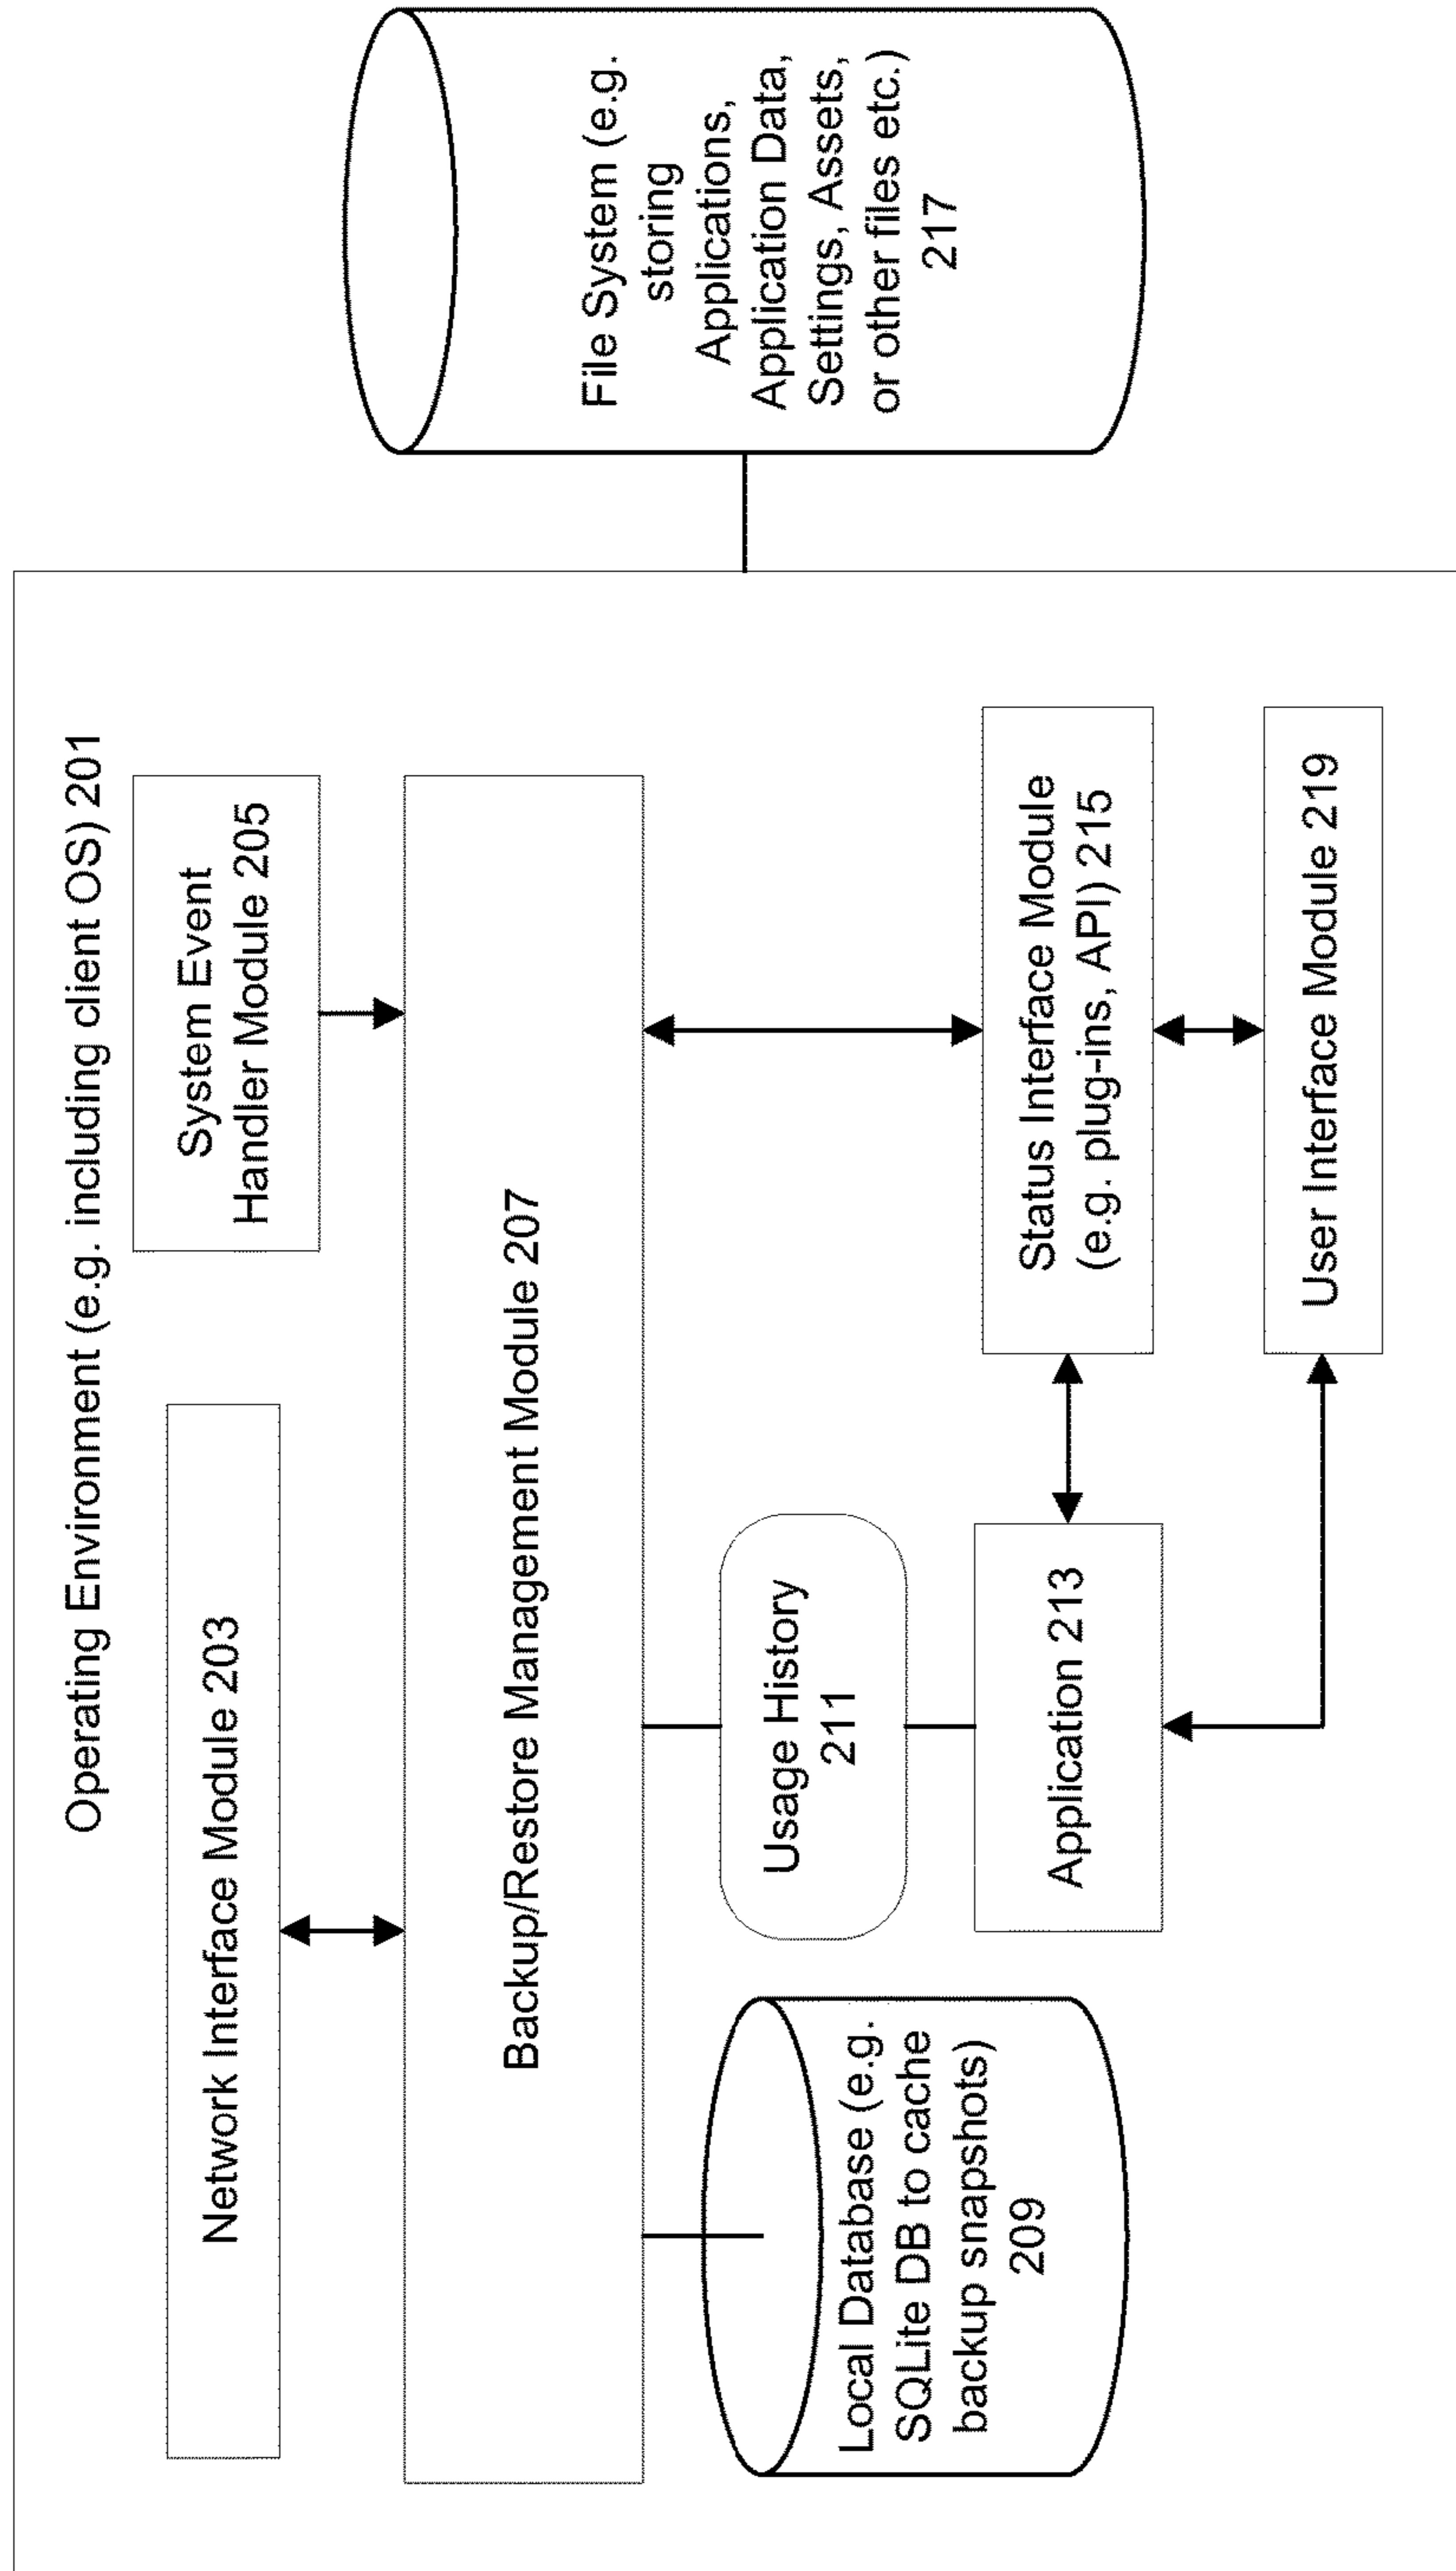 Operating Environment (e.g. including client OS) 201
Network Interface Module 203
System Event
Handler Module 205
Backup/Restore Management Module 207
Local Database (e.g.
SQLite DB to cache
backup snapshots)
209
Usage History
211
Application 213
Status Interface Module
(e.g. plug-ins, API) 215
User Interface Module 219
File System (e.g.
storing
Applications,
Application Data,
Settings, Assets,
or other files etc.)
217